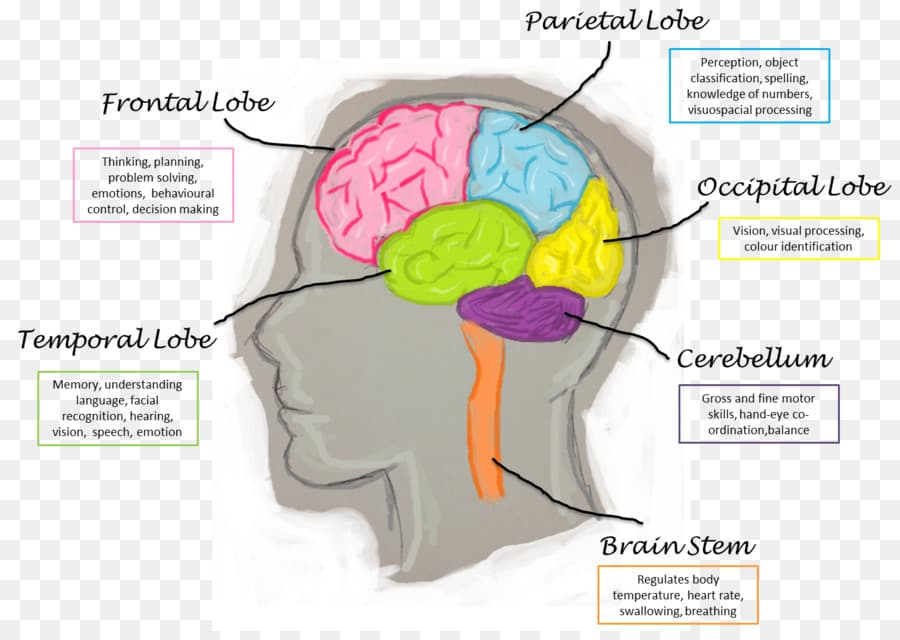 Parietal Lobe
Perception, object
classification, spelling,
knowledge of numbers,
visuospacial processing
Frontal Lobe
Thinking, planning,
problem solving,
emotions, behavioural
control, decision making
Occipital Lobe
Vision, visual processing,
colour identification
Temporal Lobe
Memory, understanding
language, facial
recognition, hearing,
vision, speech, emotion
Cerebellum
Gross and fine motor
skills, hand-eye co-
ordination,balance
Brain Stem
Regulates body
temperature, heart rate,
swallowing, breathing